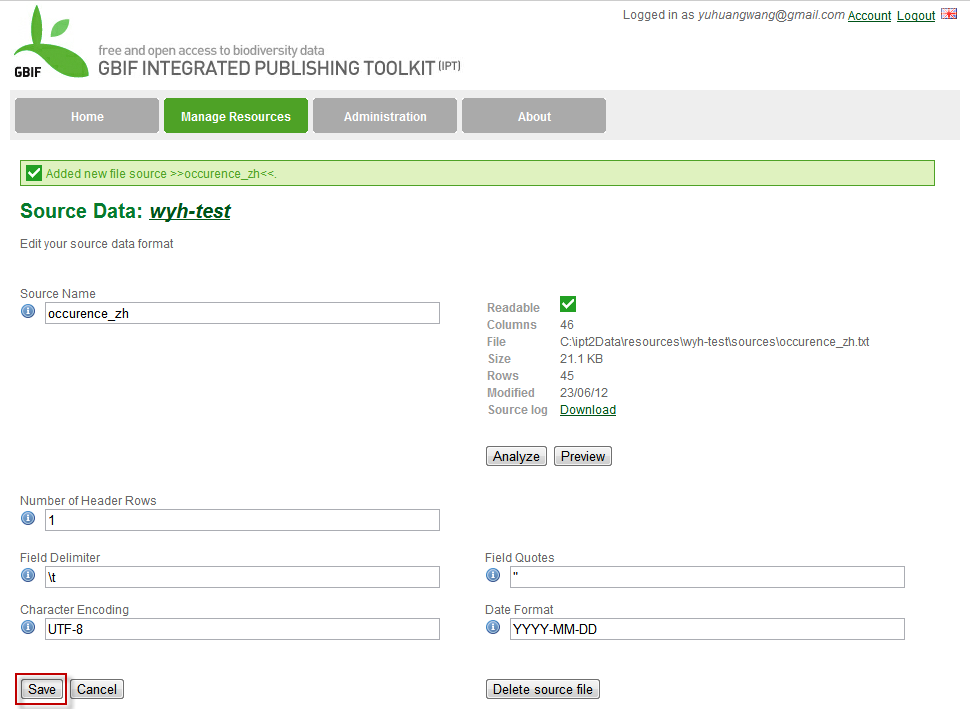 Logged in as yuhuangwang@gmail.com Account Logout
GBIF
free and open access to biodiversity data
GBIF INTEGRATED PUBLISHING TOOLKIT (IPT)
Home Manage Resources Administration About
Added new file source >>occurence_zh<<.
Source Data: wyh-test
Edit your source data format
Source Name
occurence_zh
Readable
Columns 46
File C:\ipt2Data\resources\wyh-test\sources\occurence_zh.txt
Size 21.1 KB
Rows 45
Modified 23/06/12
Source log Download
Analyze Preview
Number of Header Rows
1
Field Delimiter Field Quotes
\t "
Character Encoding Date Format
UTF-8 YYYY-MM-DD
Save Cancel Delete source file